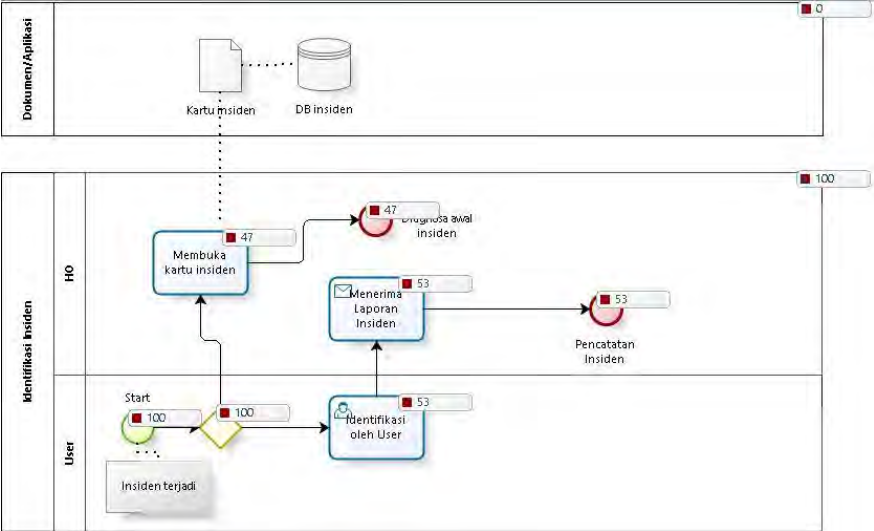 Dokumen/Aplikasi
0
Kartu insiden
DB insiden
100
Identifikasi Insiden
HO
47
Diagnosa awal
insiden
47
Membuka
kartu insiden
53
Menerima
Laporan
Insiden
53
Pencatatan
Insiden
User
Start
100
100
53
Identifikasi
oleh User
Insiden terjadi